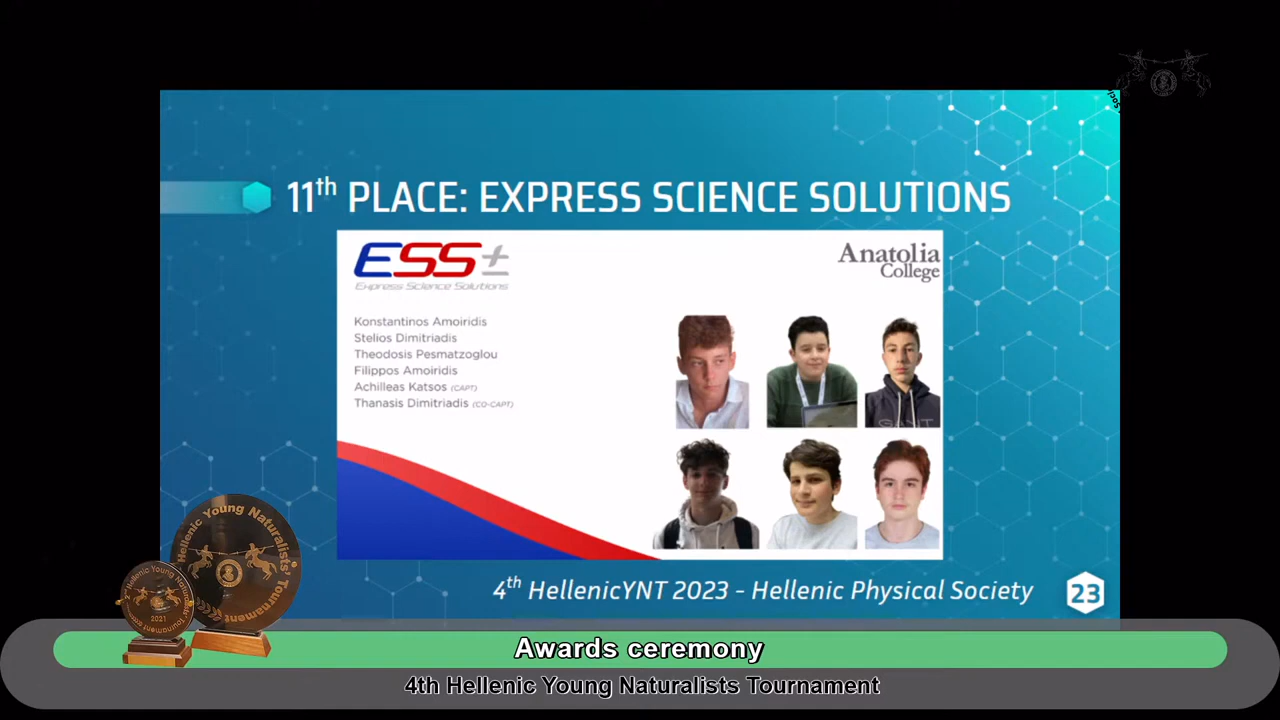 11th PLACE: EXPRESS SCIENCE SOLUTIONS
ESS±
Express Science Solutions
Anatolia
College
Konstantinos Amoiridis
Stelios Dimitriadis
Theodosis Pesmatzoglou
Filippos Amoiridis
Achilleas Katsos (CAPT)
Thanasis Dimitriadis (CO-CAPT)
Hellenic Young Naturalists' Tournament
2021
4th HellenicYNT 2023 - Hellenic Physical Society
23
Awards ceremony
4th Hellenic Young Naturalists Tournament